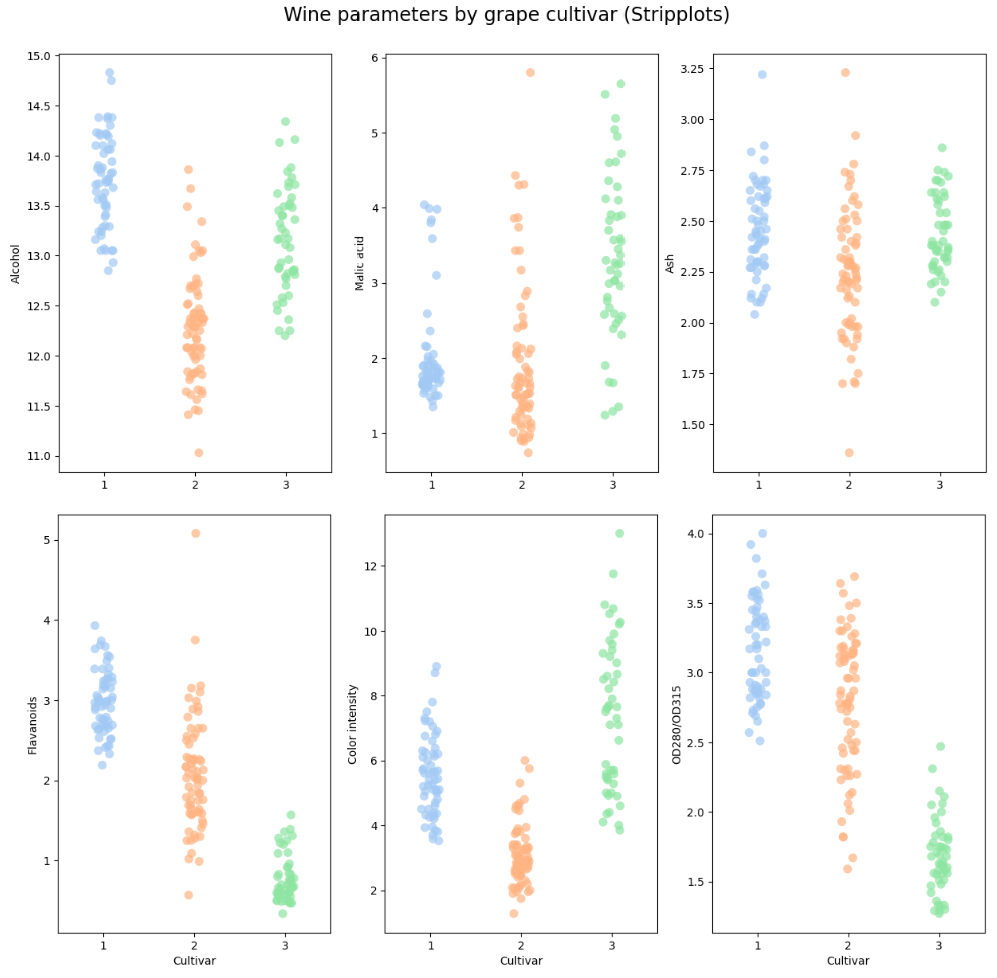 Wine parameters by grape cultivar (Stripplots)
Alcohol
15.0
14.5
14.0
13.5
13.0
12.5
12.0
11.5
11.0
1 2 3
Malic acid
6
5
4
3
2
1
1 2 3
Ash
3.25
3.00
2.75
2.50
2.25
2.00
1.75
1.50
1 2 3
Flavanoids
5
4
3
2
1
1 2 3
Cultivar
Color intensity
12
10
8
6
4
2
1 2 3
Cultivar
OD280/OD315
4.0
3.5
3.0
2.5
2.0
1.5
1 2 3
Cultivar